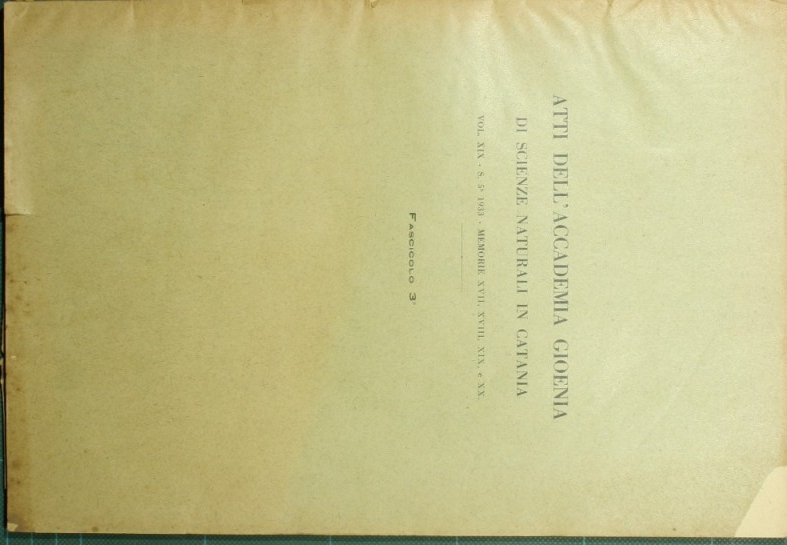 ATTI DELL' ACCADEMIA GIOENIA
DI SCIENZE NATURALI IN CATANIA
VOL. XIX - S. 5ª 1933 - MEMORIE XVII, XVIII, XIX, e XX.
FASCICOLO 3°